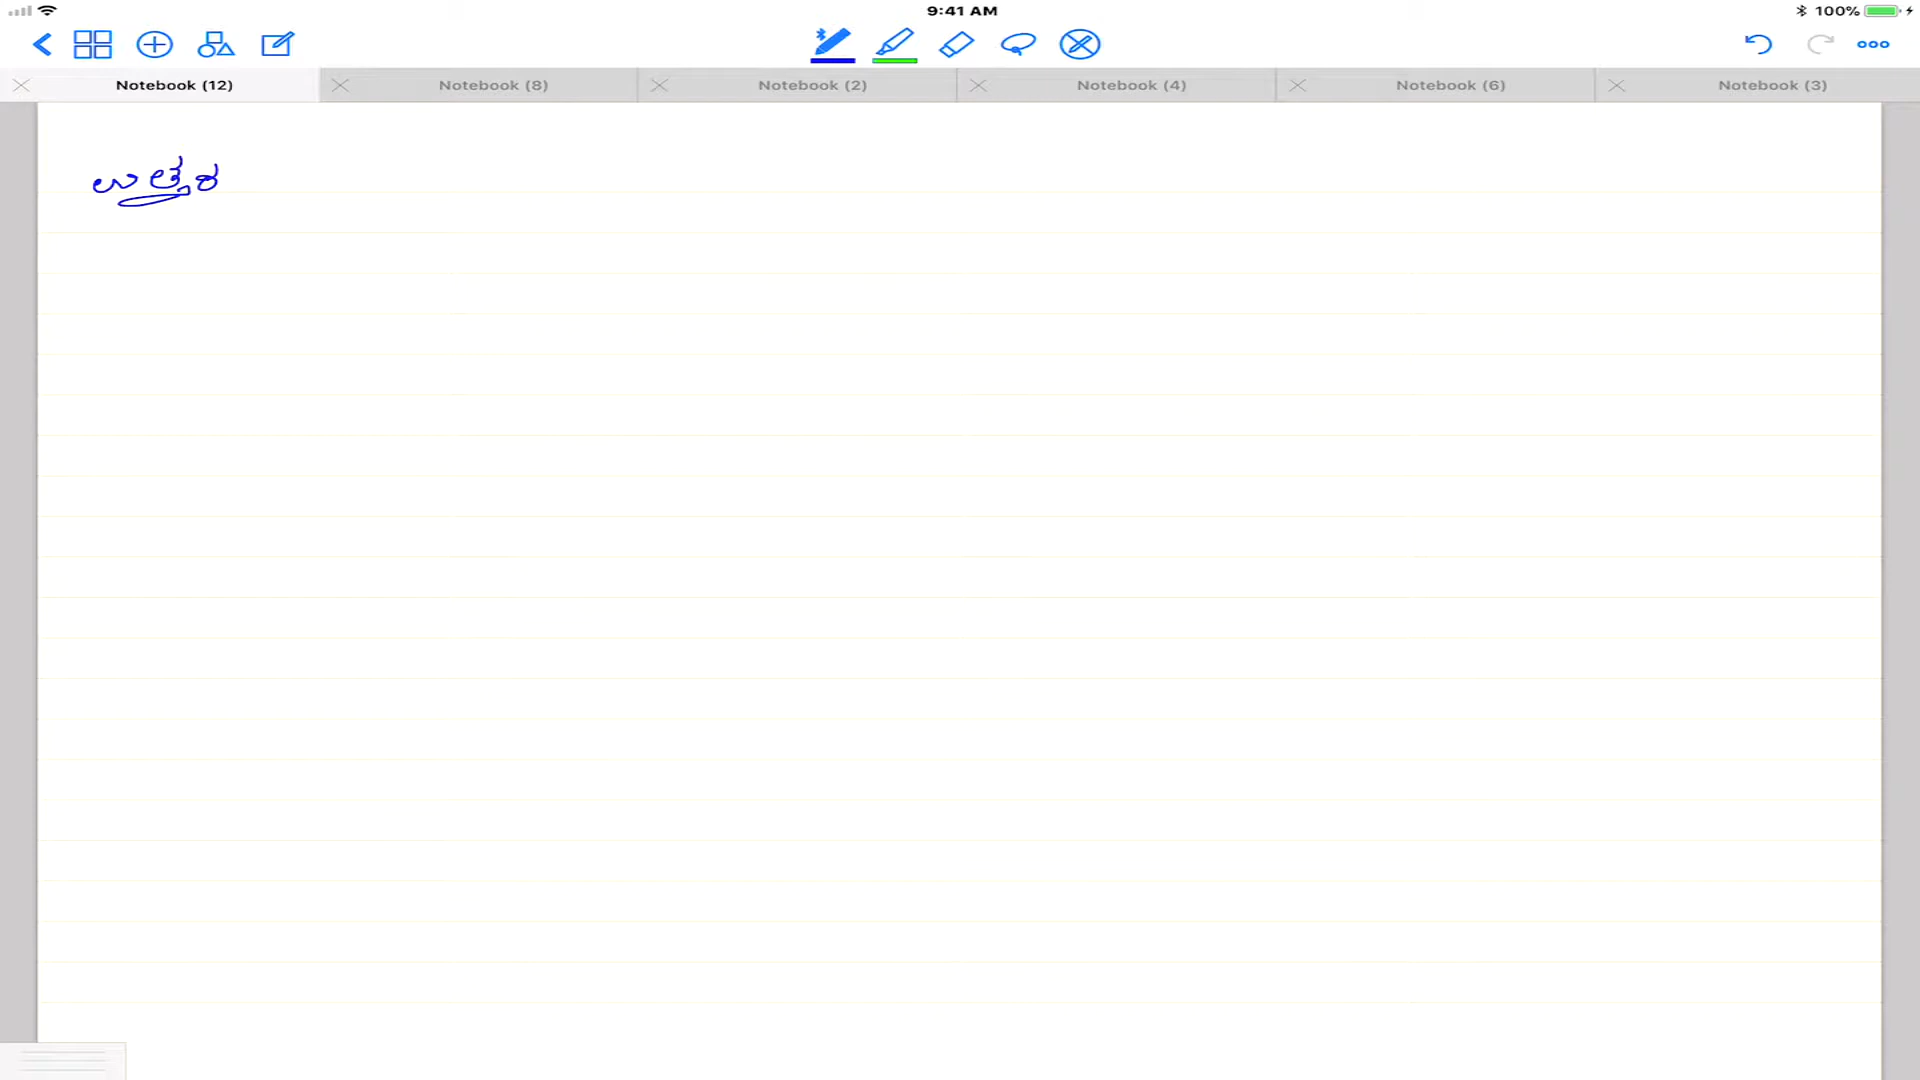 9:41 AM
100%
Notebook (12) Notebook (8) Notebook (2) Notebook (4) Notebook (6) Notebook (3)
ಉತ್ತರ